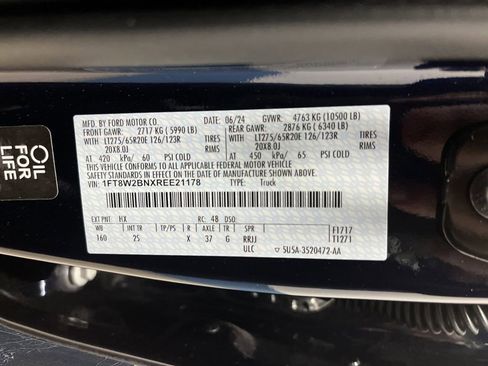 OIL
FOR
LIFE
MFD. BY FORD MOTOR CO. DATE: 06/24 GVWR: 4763 KG (10500 LB)
FRONT GAWR: 2717 KG ( 5990 LB) REAR GAWR: 2876 KG ( 6340 LB)
WITH LT275/65R20E 126/123R TIRES WITH LT275/65R20E 126/123R TIRES
20X8.0J RIMS 20X8.0J RIMS
AT 420 kPa/ 60 PSI COLD AT 450 kPa/ 65 PSI COLD
THIS VEHICLE CONFORMS TO ALL APPLICABLE FEDERAL MOTOR VEHICLE
SAFETY STANDARDS IN EFFECT ON THE DATE OF MANUFACTURE SHOWN ABOVE.
VIN: 1FT8W2BNXREE21178 TYPE: Truck
EXT PNT: HX RC: 48 DSO:
WB INT TR TP/PS R AXLE TR SPR F1717
160 25 X 37 G RRJJ T1271
ULC 5U5A-3520472-AA